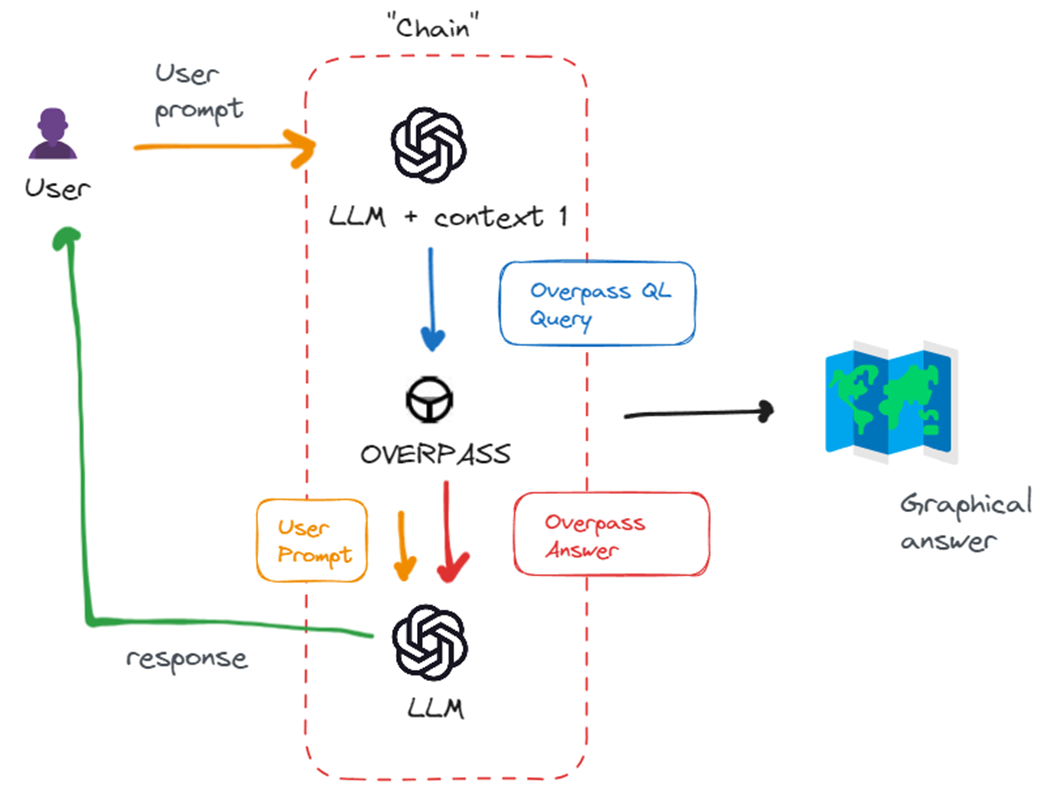 "Chain"
User
prompt
User
LLM + context 1
Overpass QL
Query
OVERPASS
Graphical
answer
User
Prompt
Overpass
Answer
response
LLM